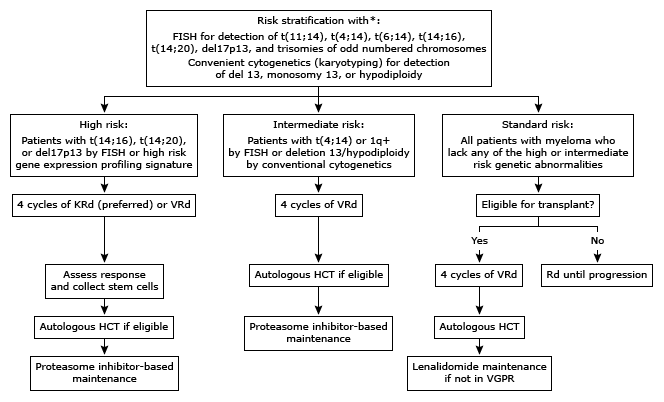 Risk stratification with*:
FISH for detection of t(11;14), t(4;14), t(6;14), t(14;16),
t(14;20), del17p13, and trisomies of odd numbered chromosomes
Convenient cytogenetics (karyotyping) for detection
of del 13, monosomy 13, or hypodiploidy
High risk:
Patients with t(14;16), t(14;20),
or del17p13 by FISH or high risk
gene expression profiling signature
Intermediate risk:
Patients with t(4;14) or 1q+
by FISH or deletion 13/hypodiploidy
by conventional cytogenetics
Standard risk:
All patients with myeloma who
lack any of the high or intermediate
risk genetic abnormalities
4 cycles of KRd (preferred) or VRd
4 cycles of VRd
Eligible for transplant?
Yes
No
Assess response
and collect stem cells
Autologous HCT if eligible
4 cycles of VRd
Rd until progression
Autologous HCT if eligible
Proteasome inhibitor-based
maintenance
Autologous HCT
Proteasome inhibitor-based
maintenance
Lenalidomide maintenance
if not in VGPR